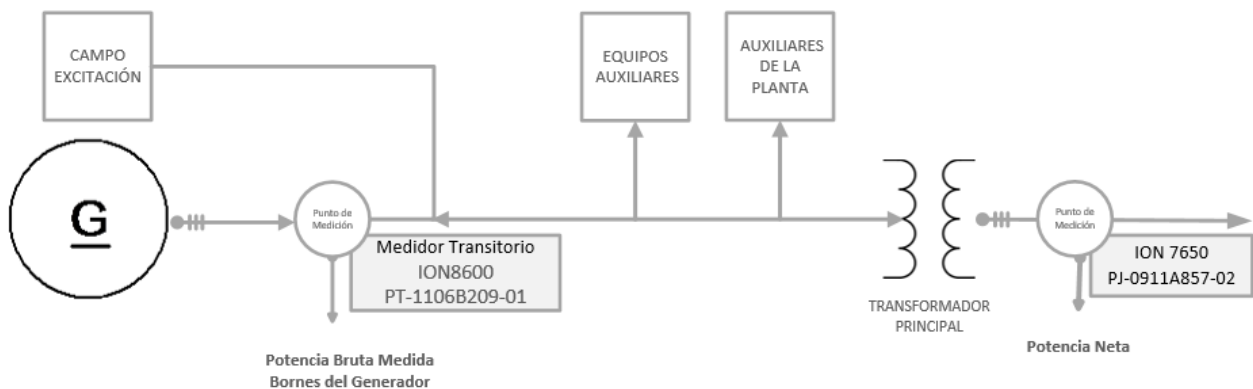 CAMPO
EXCITACIÓN
EQUIPOS
AUXILIARES
AUXILIARES
DE LA
PLANTA
G
Punto de
Medición
Medidor Transitorio
ION8600
PT-1106B209-01
Potencia Bruta Medida
Bornes del Generador
TRANSFORMADOR
PRINCIPAL
Punto de
Medición
ION 7650
PJ-0911A857-02
Potencia Neta